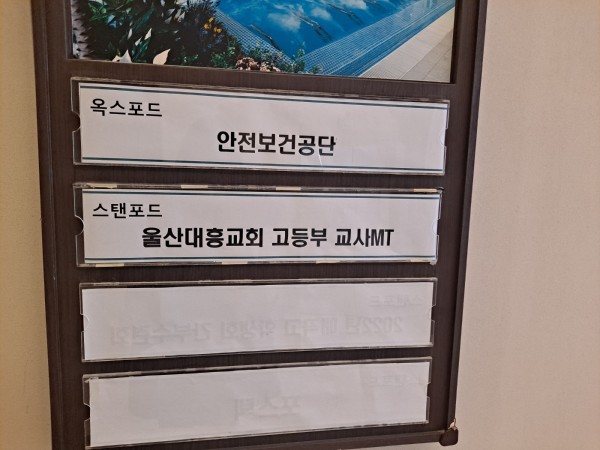 옥스포드
안전보건공단
스탠포드
울산대흥교회 고등부 교사MT